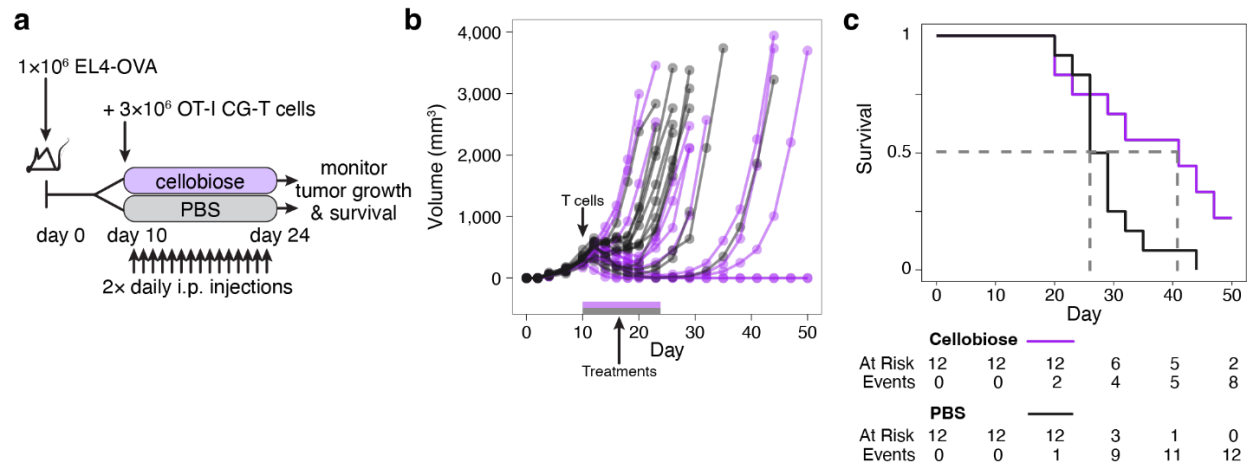 a
1×10⁶ EL4-OVA
+ 3×10⁶ OT-I CG-T cells
cellobiose
PBS
monitor
tumor growth
& survival
day 0
day 10
day 24
2× daily i.p. injections
b
Volume (mm³)
4,000
3,000
2,000
1,000
0
T cells
0 10 20 30 40 50
Day
Treatments
c
Survival
1
0.5
0
0 10 20 30 40 50
Day
Cellobiose
At Risk 12 12 12 6 5 2
Events 0 0 2 4 5 8
PBS
At Risk 12 12 12 3 1 0
Events 0 0 1 9 11 12